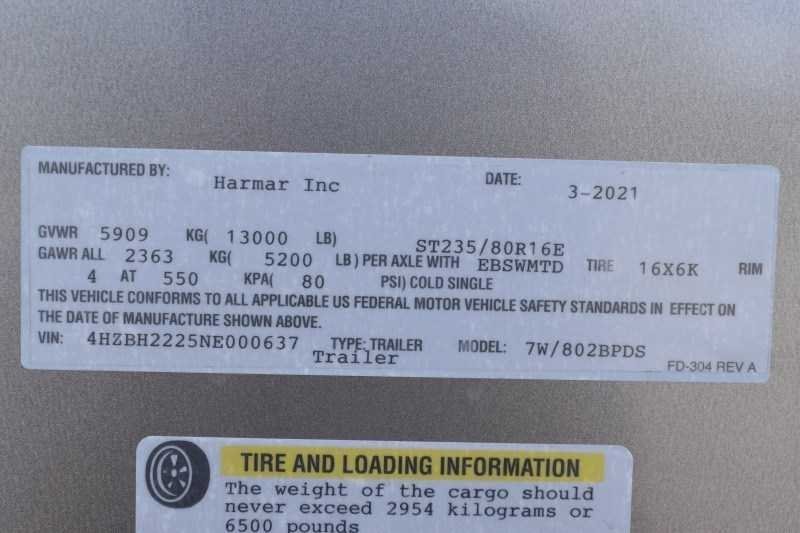 MANUFACTURED BY: Harmar Inc DATE: 3-2021
GVWR 5909 KG( 13000 LB) ST235/80R16E
GAWR ALL 2363 KG( 5200 LB) PER AXLE WITH EBSWMTD TIRE 16X6K RIM
4 AT 550 KPA( 80 PSI) COLD SINGLE
THIS VEHICLE CONFORMS TO ALL APPLICABLE US FEDERAL MOTOR VEHICLE SAFETY STANDARDS IN EFFECT ON
THE DATE OF MANUFACTURE SHOWN ABOVE.
VIN: 4HZBH2225NE000637 TYPE: TRAILER MODEL: 7W/802BPDS
Trailer
FD-304 REV A
TIRE AND LOADING INFORMATION
The weight of the cargo should
never exceed 2954 kilograms or
6500 pounds